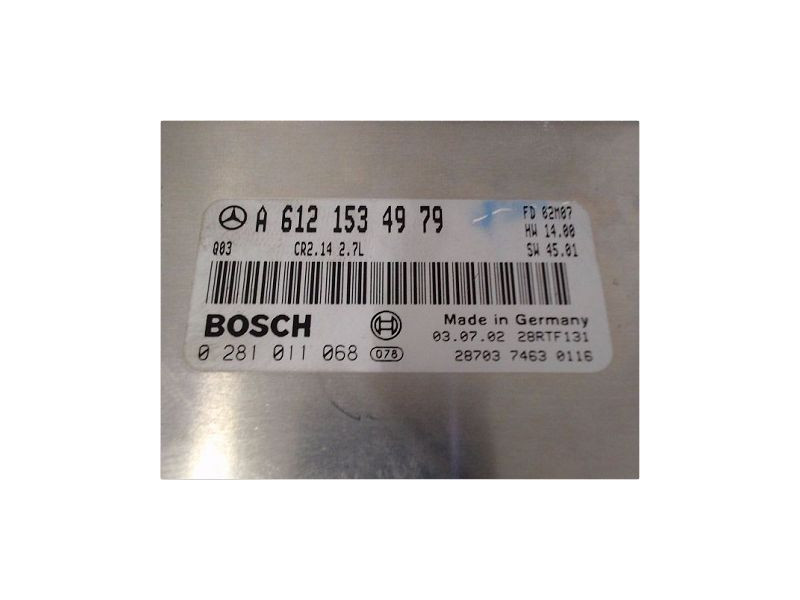 A 612 153 49 79
FD 02M07
HW 14.00
Q03 CR2.14 2.7L SW 45.01
BOSCH Made in Germany
03.07.02 28RTF131
0 281 011 068 078 28703 7463 0116